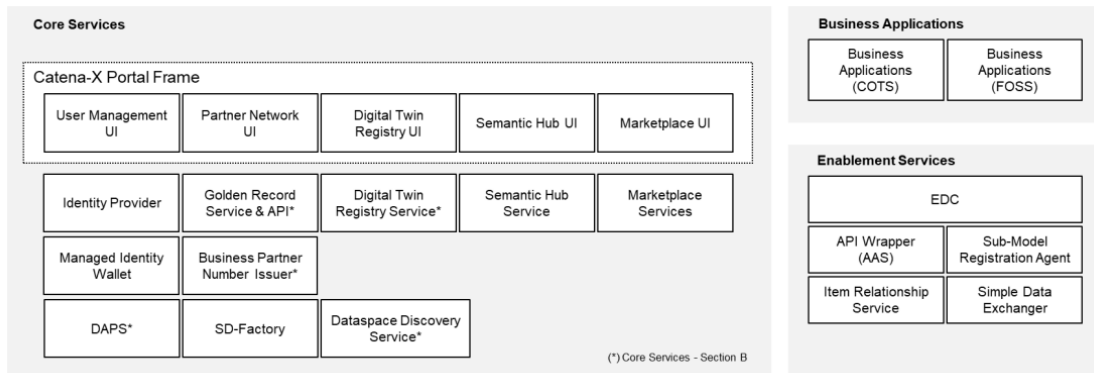 Core Services
Catena-X Portal Frame
User Management
UI
Partner Network
UI
Digital Twin
Registry UI
Semantic Hub UI
Marketplace UI
Identity Provider
Golden Record
Service & API*
Digital Twin
Registry Service*
Semantic Hub
Service
Marketplace
Services
Managed Identity
Wallet
Business Partner
Number Issuer*
DAPS*
SD-Factory
Dataspace Discovery
Service*
(*) Core Services - Section B
Business Applications
Business
Applications
(COTS)
Business
Applications
(FOSS)
Enablement Services
EDC
API Wrapper
(AAS)
Sub-Model
Registration Agent
Item Relationship
Service
Simple Data
Exchanger